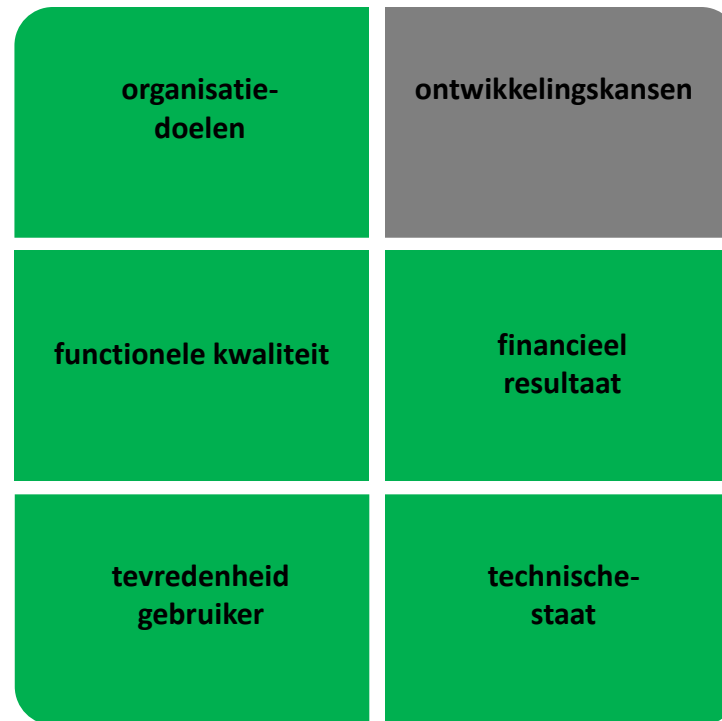 organisatie-
doelen
ontwikkelingskansen
functionele kwaliteit
financieel
resultaat
tevredenheid
gebruiker
technische-
staat